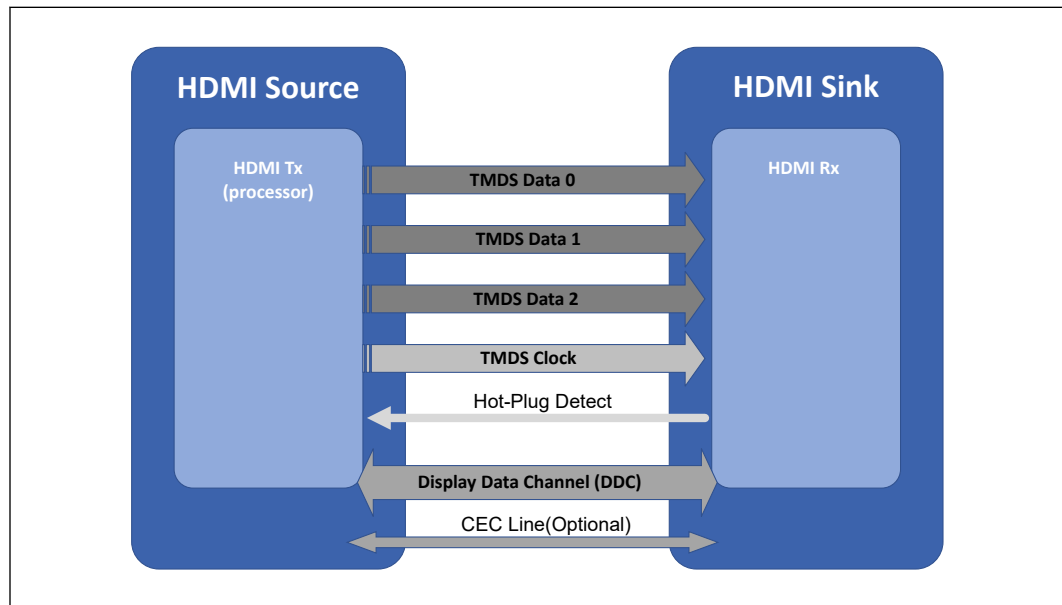 HDMI Source
HDMI Sink
HDMI Tx
(processor)
HDMI Rx
TMDS Data 0
TMDS Data 1
TMDS Data 2
TMDS Clock
Hot-Plug Detect
Display Data Channel (DDC)
CEC Line(Optional)